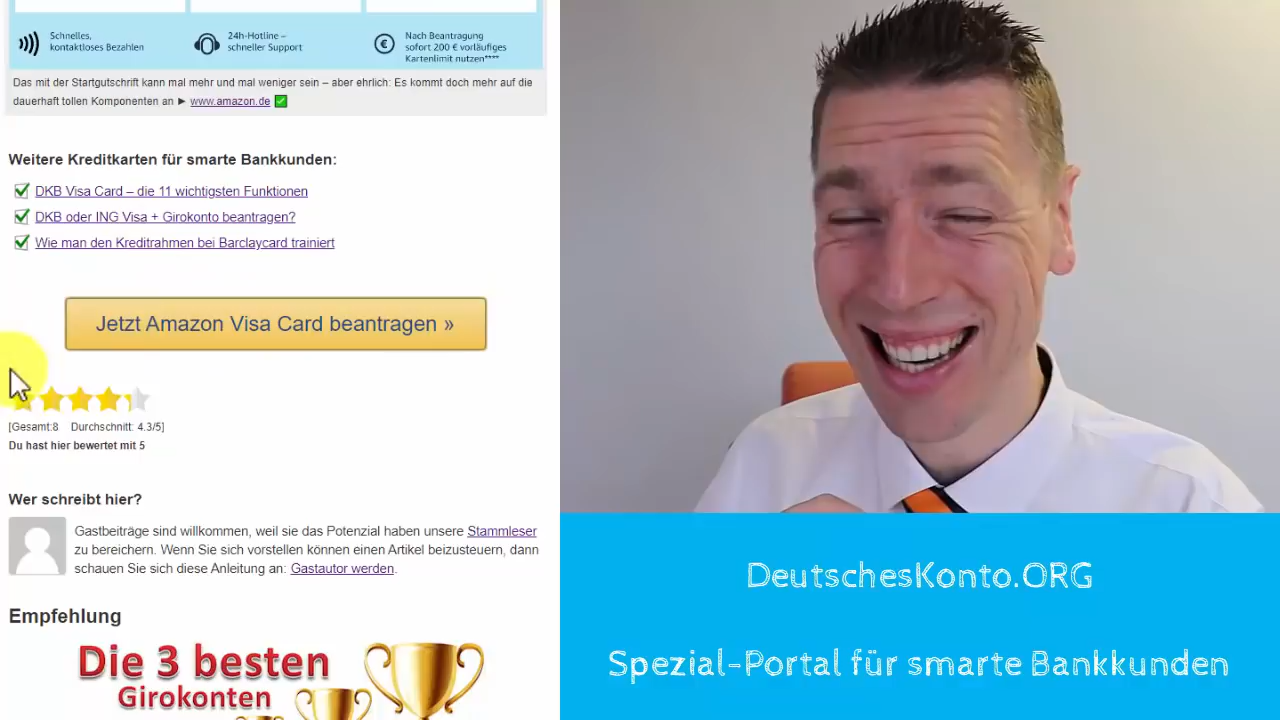 Schnelles,
kontaktloses Bezahlen
24h-Hotline –
schneller Support
€
Nach Beantragung
sofort 200 € vorläufiges
Kartenlimit nutzen****
Das mit der Startgutschrift kann mal mehr und mal weniger sein – aber ehrlich: Es kommt doch mehr auf die
dauerhaft tollen Komponenten an ► www.amazon.de
Weitere Kreditkarten für smarte Bankkunden:
DKB Visa Card – die 11 wichtigsten Funktionen
DKB oder ING Visa + Girokonto beantragen?
Wie man den Kreditrahmen bei Barclaycard trainiert
Jetzt Amazon Visa Card beantragen »
[Gesamt:8 Durchschnitt: 4.3/5]
Du hast hier bewertet mit 5
Wer schreibt hier?
Gastbeiträge sind willkommen, weil sie das Potenzial haben unsere Stammleser
zu bereichern. Wenn Sie sich vorstellen können einen Artikel beizusteuern, dann
schauen Sie sich diese Anleitung an: Gastautor werden.
Empfehlung
Die 3 besten
Girokonten
DeutschesKonto.ORG
Spezial-Portal für smarte Bankkunden